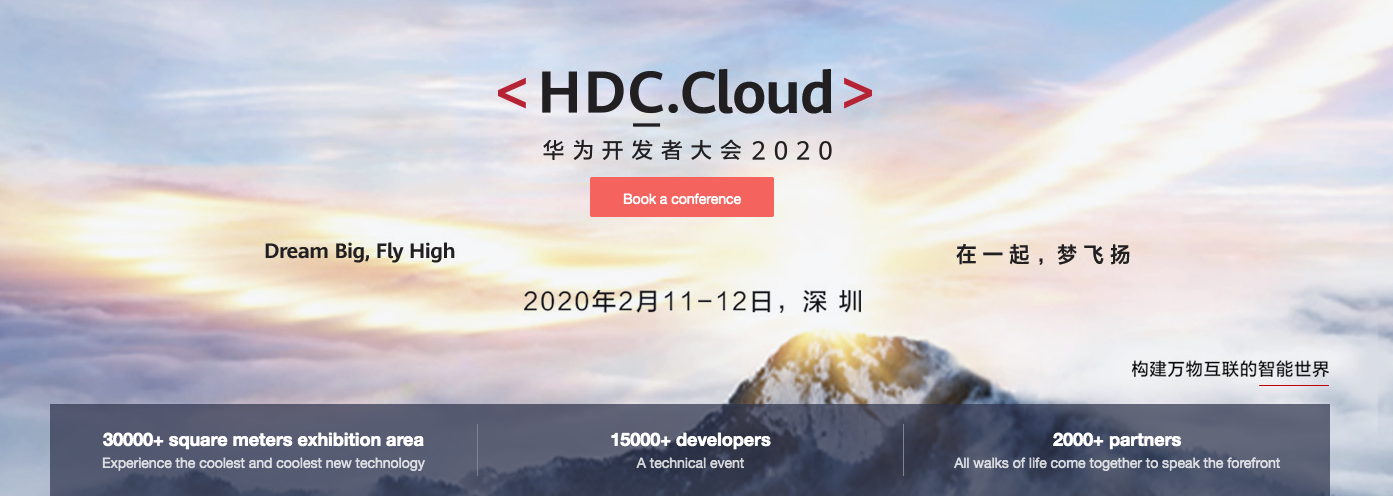 <HDC.Cloud>
华为开发者大会2020
Book a conference
Dream Big, Fly High
在一起，梦飞扬
2020年2月11-12日，深圳
构建万物互联的智能世界
30000+ square meters exhibition area
Experience the coolest and coolest new technology
15000+ developers
A technical event
2000+ partners
All walks of life come together to speak the forefront